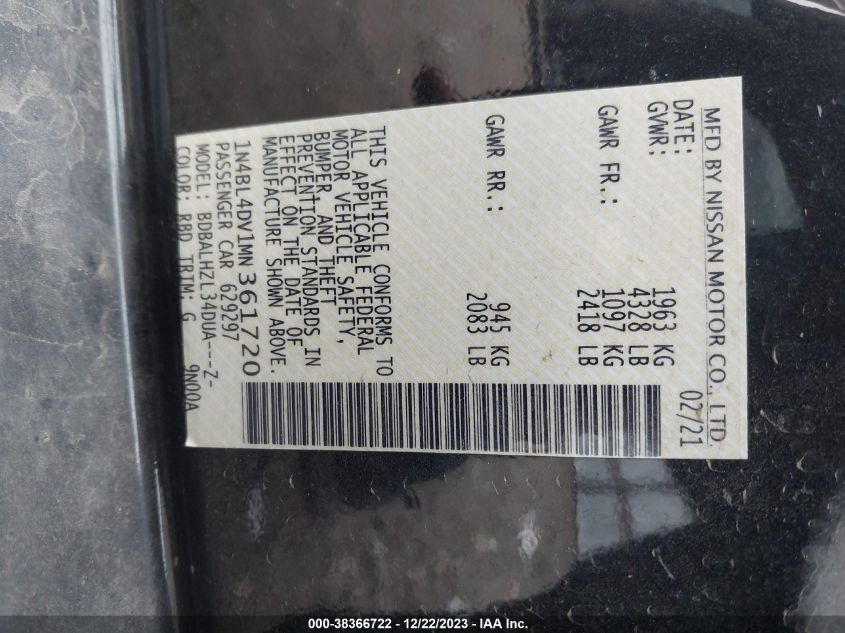 MFD BY NISSAN MOTOR CO., LTD.
DATE: 02/21
GVWR: 1963 KG
4328 LB
GAWR FR.: 1097 KG
2418 LB
GAWR RR.: 945 KG
2083 LB
THIS VEHICLE CONFORMS TO
ALL APPLICABLE FEDERAL
MOTOR VEHICLE SAFETY,
BUMPER, AND THEFT
PREVENTION STANDARDS IN
EFFECT ON THE DATE OF
MANUFACTURE SHOWN ABOVE.
1N4BL4DV1MN361720
PASSENGER CAR 629297
MODEL: BDBALHZL34DUA---Z-
COLOR: RBD TRIM: G 9N00A
000-38366722 - 12/22/2023 - IAA Inc.